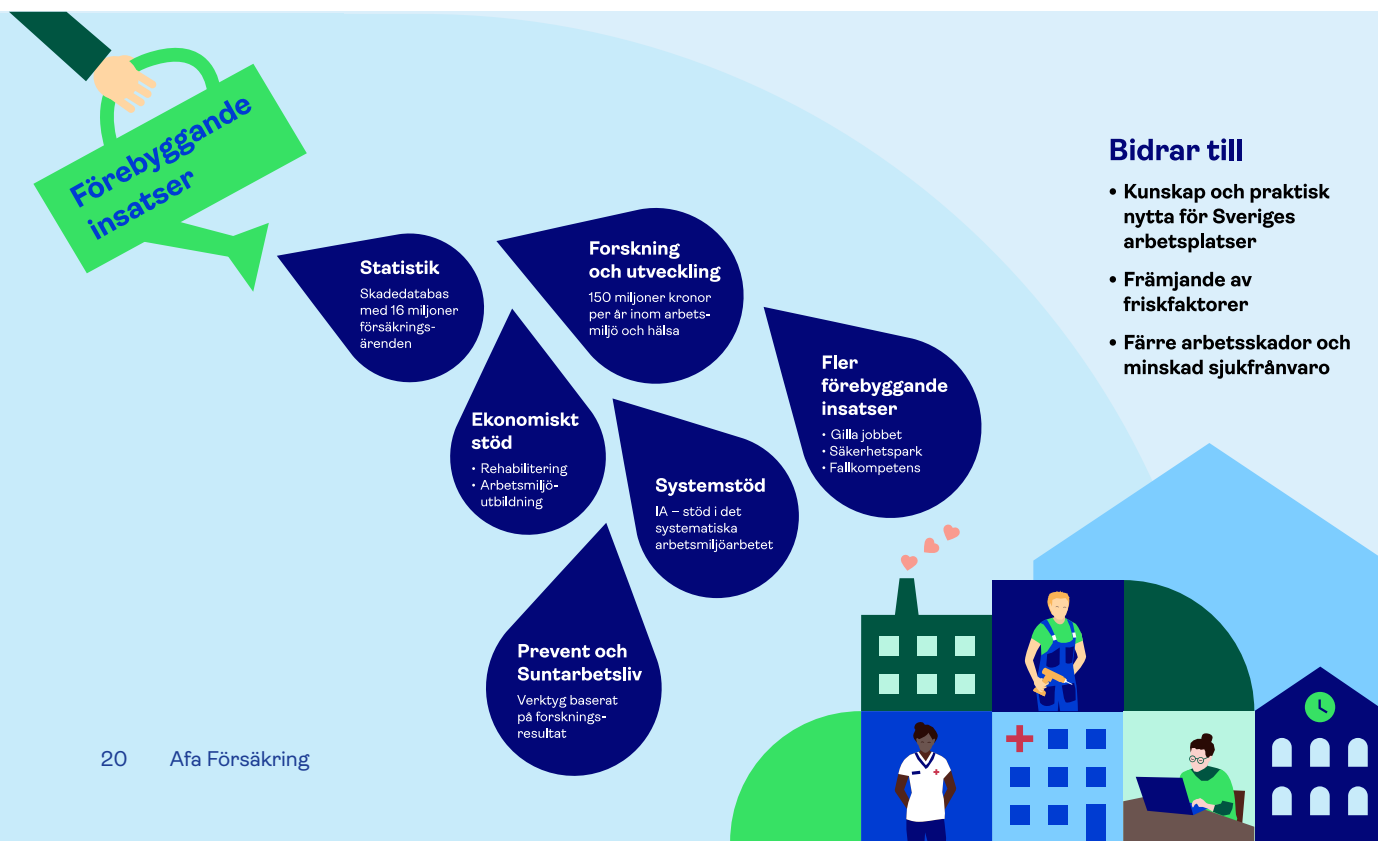 Förebyggande
insatser
Statistik
Skadedatabas
med 16 miljoner
försäkrings-
ärenden
Forskning
och utveckling
150 miljoner kronor
per år inom arbets-
miljö och hälsa
Ekonomiskt
stöd
• Rehabilitering
• Arbetsmiljö-
utbildning
Systemstöd
IA – stöd i det
systematiska
arbetsmiljöarbetet
Fler
förebyggande
insatser
• Gilla jobbet
• Säkerhetspark
• Fallkompetens
Prevent och
Suntarbetsliv
Verktyg baserat
på forsknings-
resultat
Bidrar till
• Kunskap och praktisk
nytta för Sveriges
arbetsplatser
• Främjande av
friskfaktorer
• Färre arbetsskador och
minskad sjukfrånvaro
20 Afa Försäkring